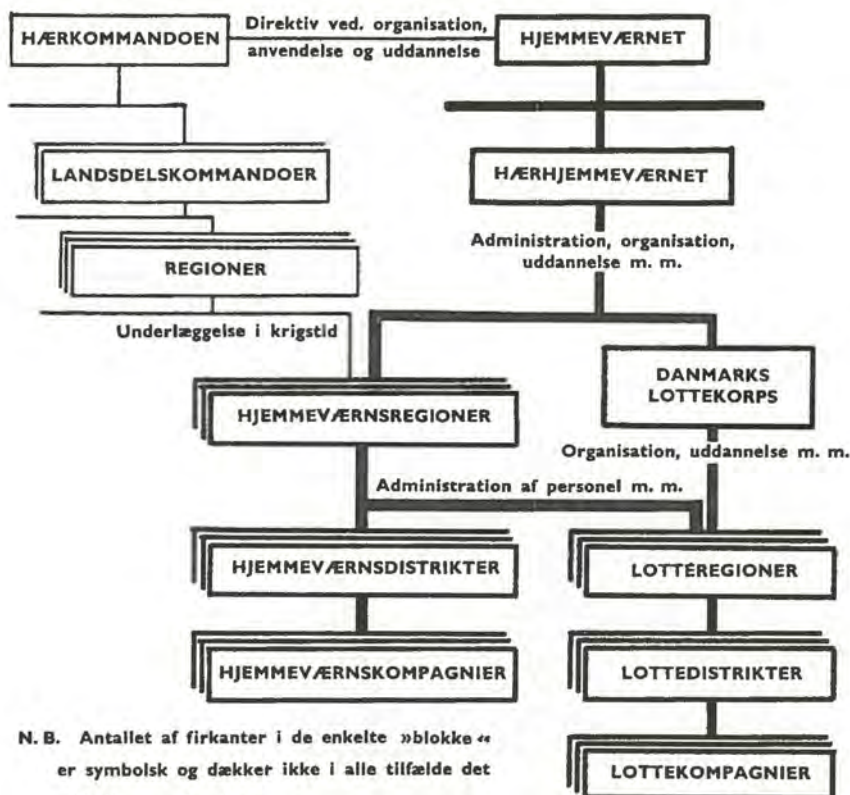 HÆRKOMMANDOEN
Direktiv ved. organisation,
anvendelse og uddannelse
HJEMMEVÆRNET
LANDSDELSKOMMANDOER
HÆRHJEMMEVÆRNET
REGIONER
Administration, organisation,
uddannelse m. m.
Underlæggelse i krigstid
HJEMMEVÆRNSREGIONER
DANMARKS
LOTTEKORPS
Organisation, uddannelse m. m.
Administration af personel m. m.
HJEMMEVÆRNSDISTRIKTER
LOTTEREGIONER
HJEMMEVÆRNSKOMPAGNIER
LOTTEDISTRIKTER
N. B. Antallet af firkanter i de enkelte »blokke«
er symbolsk og dækker ikke i alle tilfælde det
LOTTEKOMPAGNIER